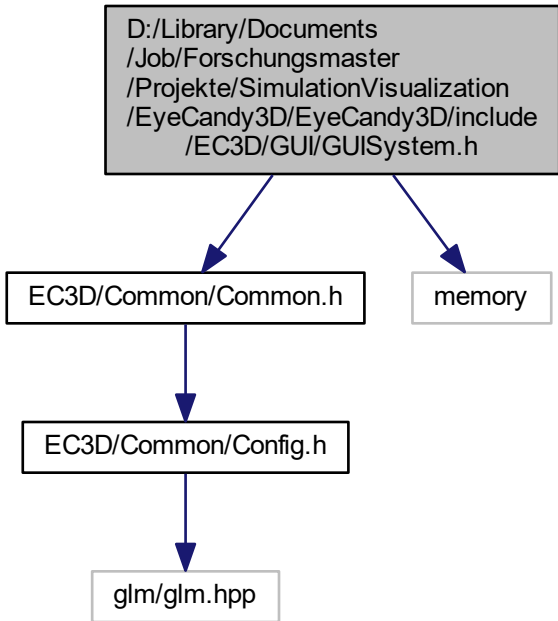 D:/Library/Documents
/Job/Forschungsmaster
/Projekte/SimulationVisualization
/EyeCandy3D/EyeCandy3D/include
/EC3D/GUI/GUISystem.h
EC3D/Common/Common.h
memory
EC3D/Common/Config.h
glm/glm.hpp